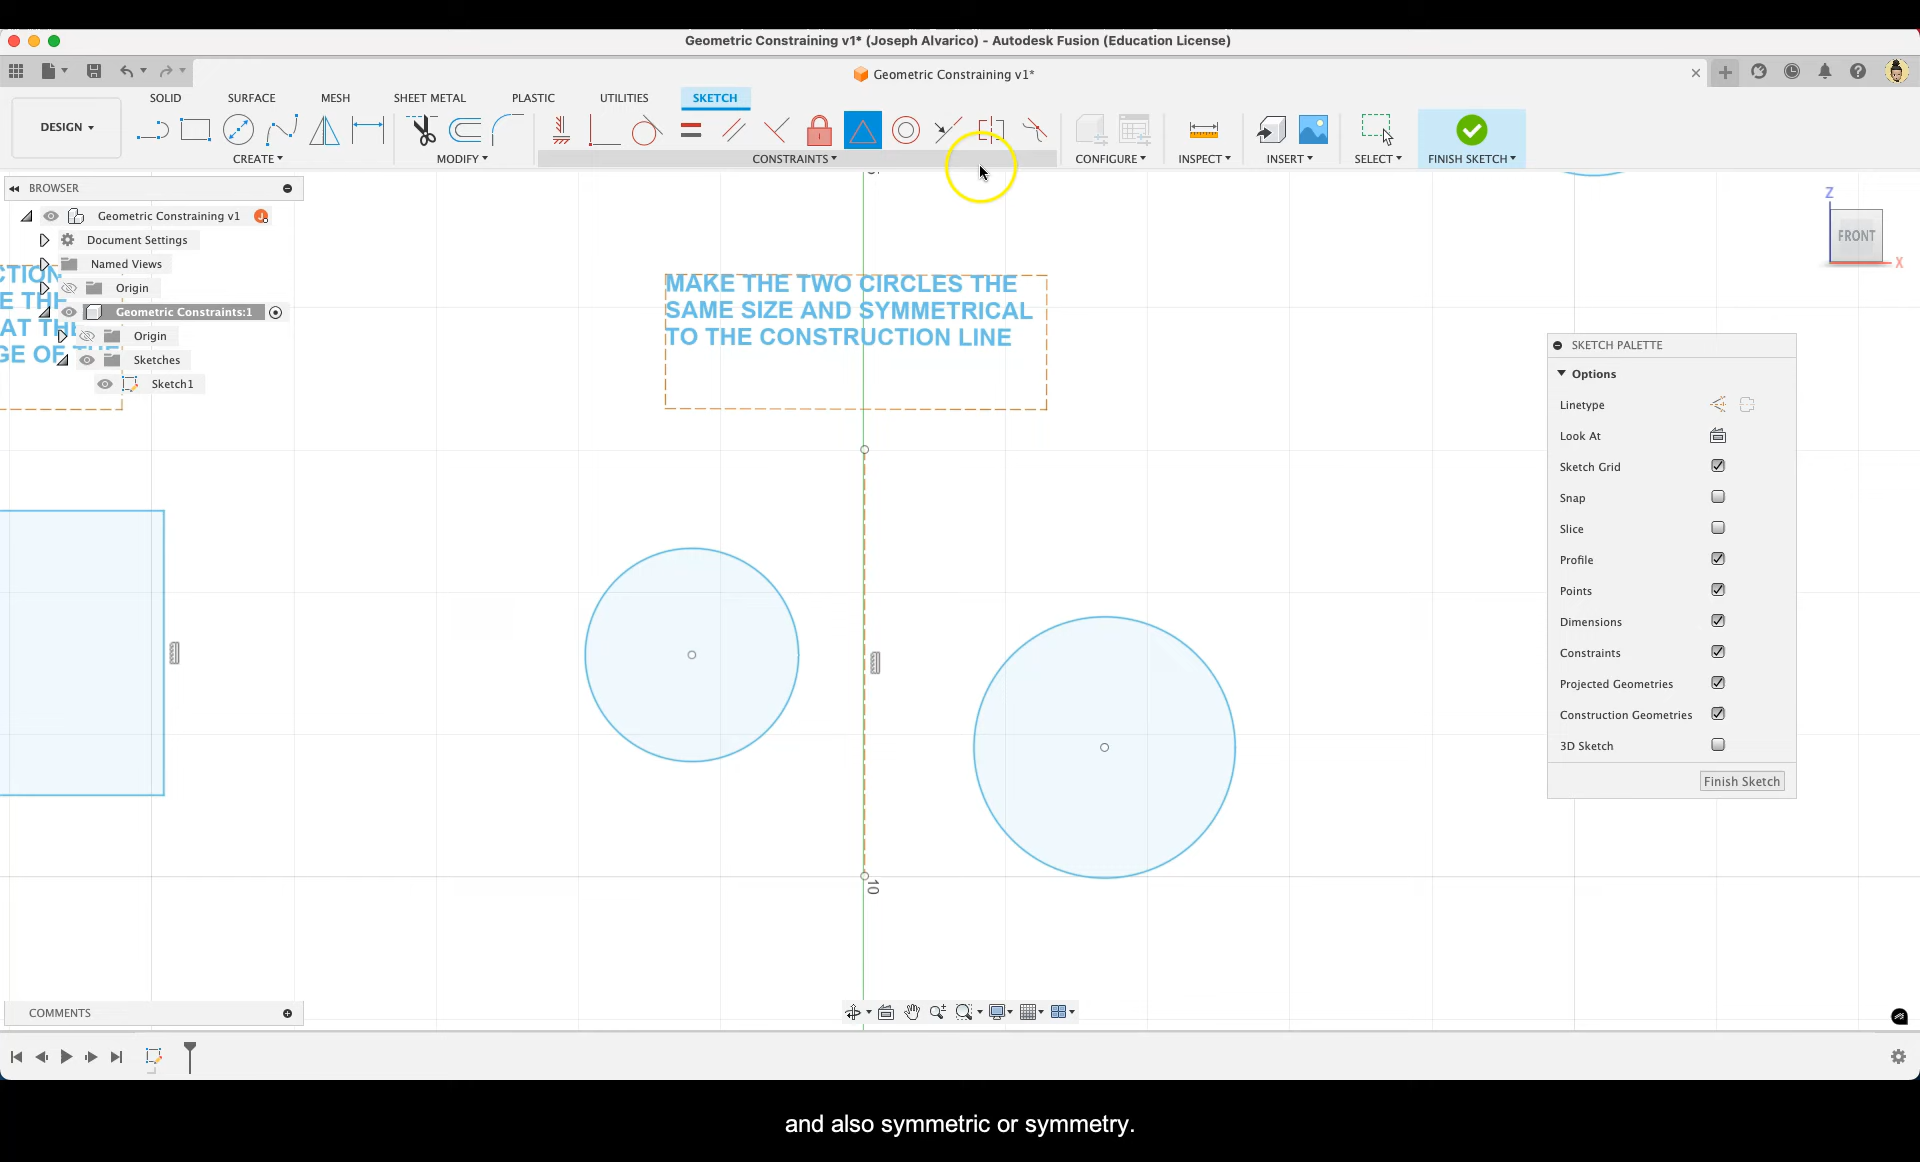 Geometric Constraining v1* (Joseph Alvarico) - Autodesk Fusion (Education License)
Geometric Constraining v1*
SOLID SURFACE MESH SHEET METAL PLASTIC UTILITIES SKETCH
DESIGN
CREATE MODIFY CONSTRAINTS CONFIGURE INSPECT INSERT SELECT FINISH SKETCH
BROWSER
Geometric Constraining v1
Document Settings
Named Views
Origin
Geometric Constraints:1
Origin
Sketches
Sketch1
MAKE THE TWO CIRCLES THE
SAME SIZE AND SYMMETRICAL
TO THE CONSTRUCTION LINE
10
Z
FRONT
X
SKETCH PALETTE
Options
Linetype
Look At
Sketch Grid
Snap
Slice
Profile
Points
Dimensions
Constraints
Projected Geometries
Construction Geometries
3D Sketch
Finish Sketch
COMMENTS
and also symmetric or symmetry.